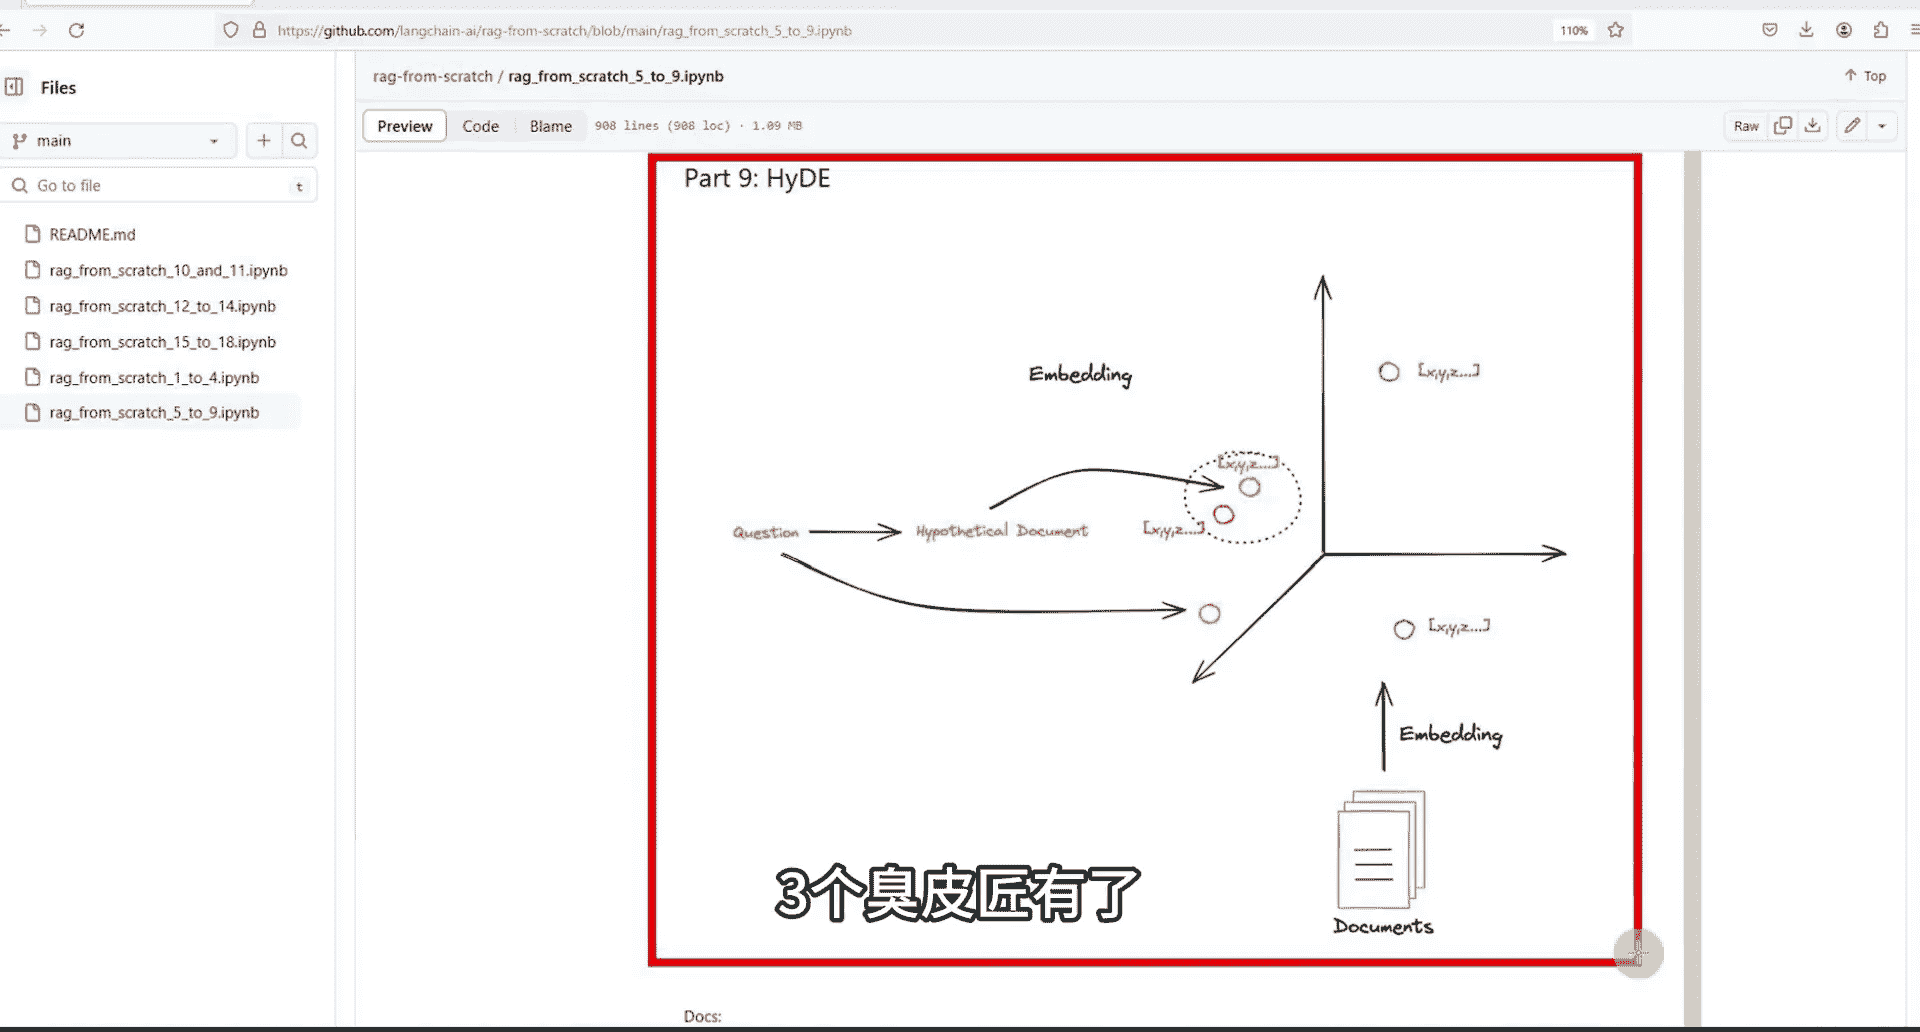 https://github.com/langchain-ai/rag-from-scratch/blob/main/rag_from_scratch_5_to_9.ipynb
110%
Files
rag-from-scratch / rag_from_scratch_5_to_9.ipynb
Top
main
Preview
Code
Blame
908 lines (908 loc) · 1.09 MB
Raw
Go to file
t
README.md
rag_from_scratch_10_and_11.ipynb
rag_from_scratch_12_to_14.ipynb
rag_from_scratch_15_to_18.ipynb
rag_from_scratch_1_to_4.ipynb
rag_from_scratch_5_to_9.ipynb
Part 9: HyDE
Embedding
[x,y,z...]
[x,y,z...]
Question
Hypothetical Document
[x,y,z...]
[x,y,z...]
Embedding
3个臭皮匠有了
Documents
Docs: